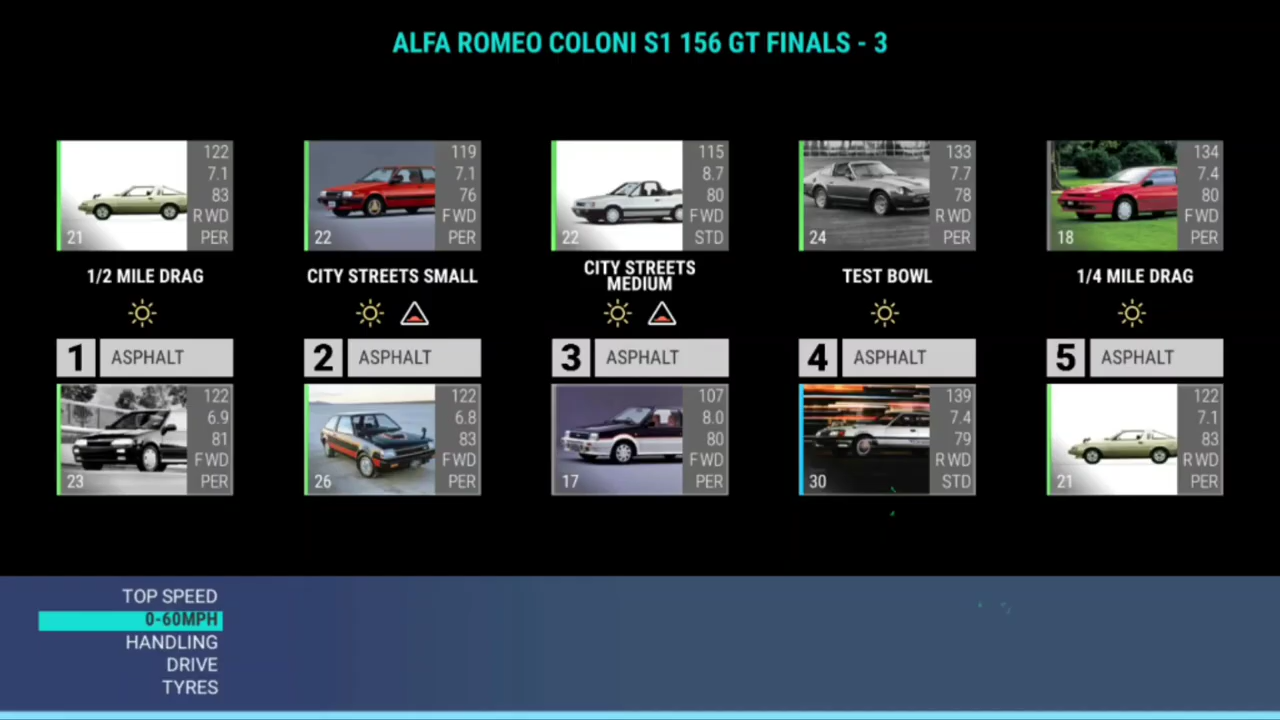 ALFA ROMEO COLONI S1 156 GT FINALS - 3
122
7.1
83
RWD
PER
21
119
7.1
76
FWD
PER
22
115
8.7
80
FWD
STD
22
133
7.7
78
RWD
PER
24
134
7.4
80
FWD
PER
18
1/2 MILE DRAG
CITY STREETS SMALL
CITY STREETS
MEDIUM
TEST BOWL
1/4 MILE DRAG
1 ASPHALT
2 ASPHALT
3 ASPHALT
4 ASPHALT
5 ASPHALT
122
6.9
81
FWD
PER
23
122
6.8
83
FWD
PER
26
107
8.0
80
FWD
PER
17
139
7.4
79
RWD
STD
30
122
7.1
83
RWD
PER
21
TOP SPEED
0-60MPH
HANDLING
DRIVE
TYRES